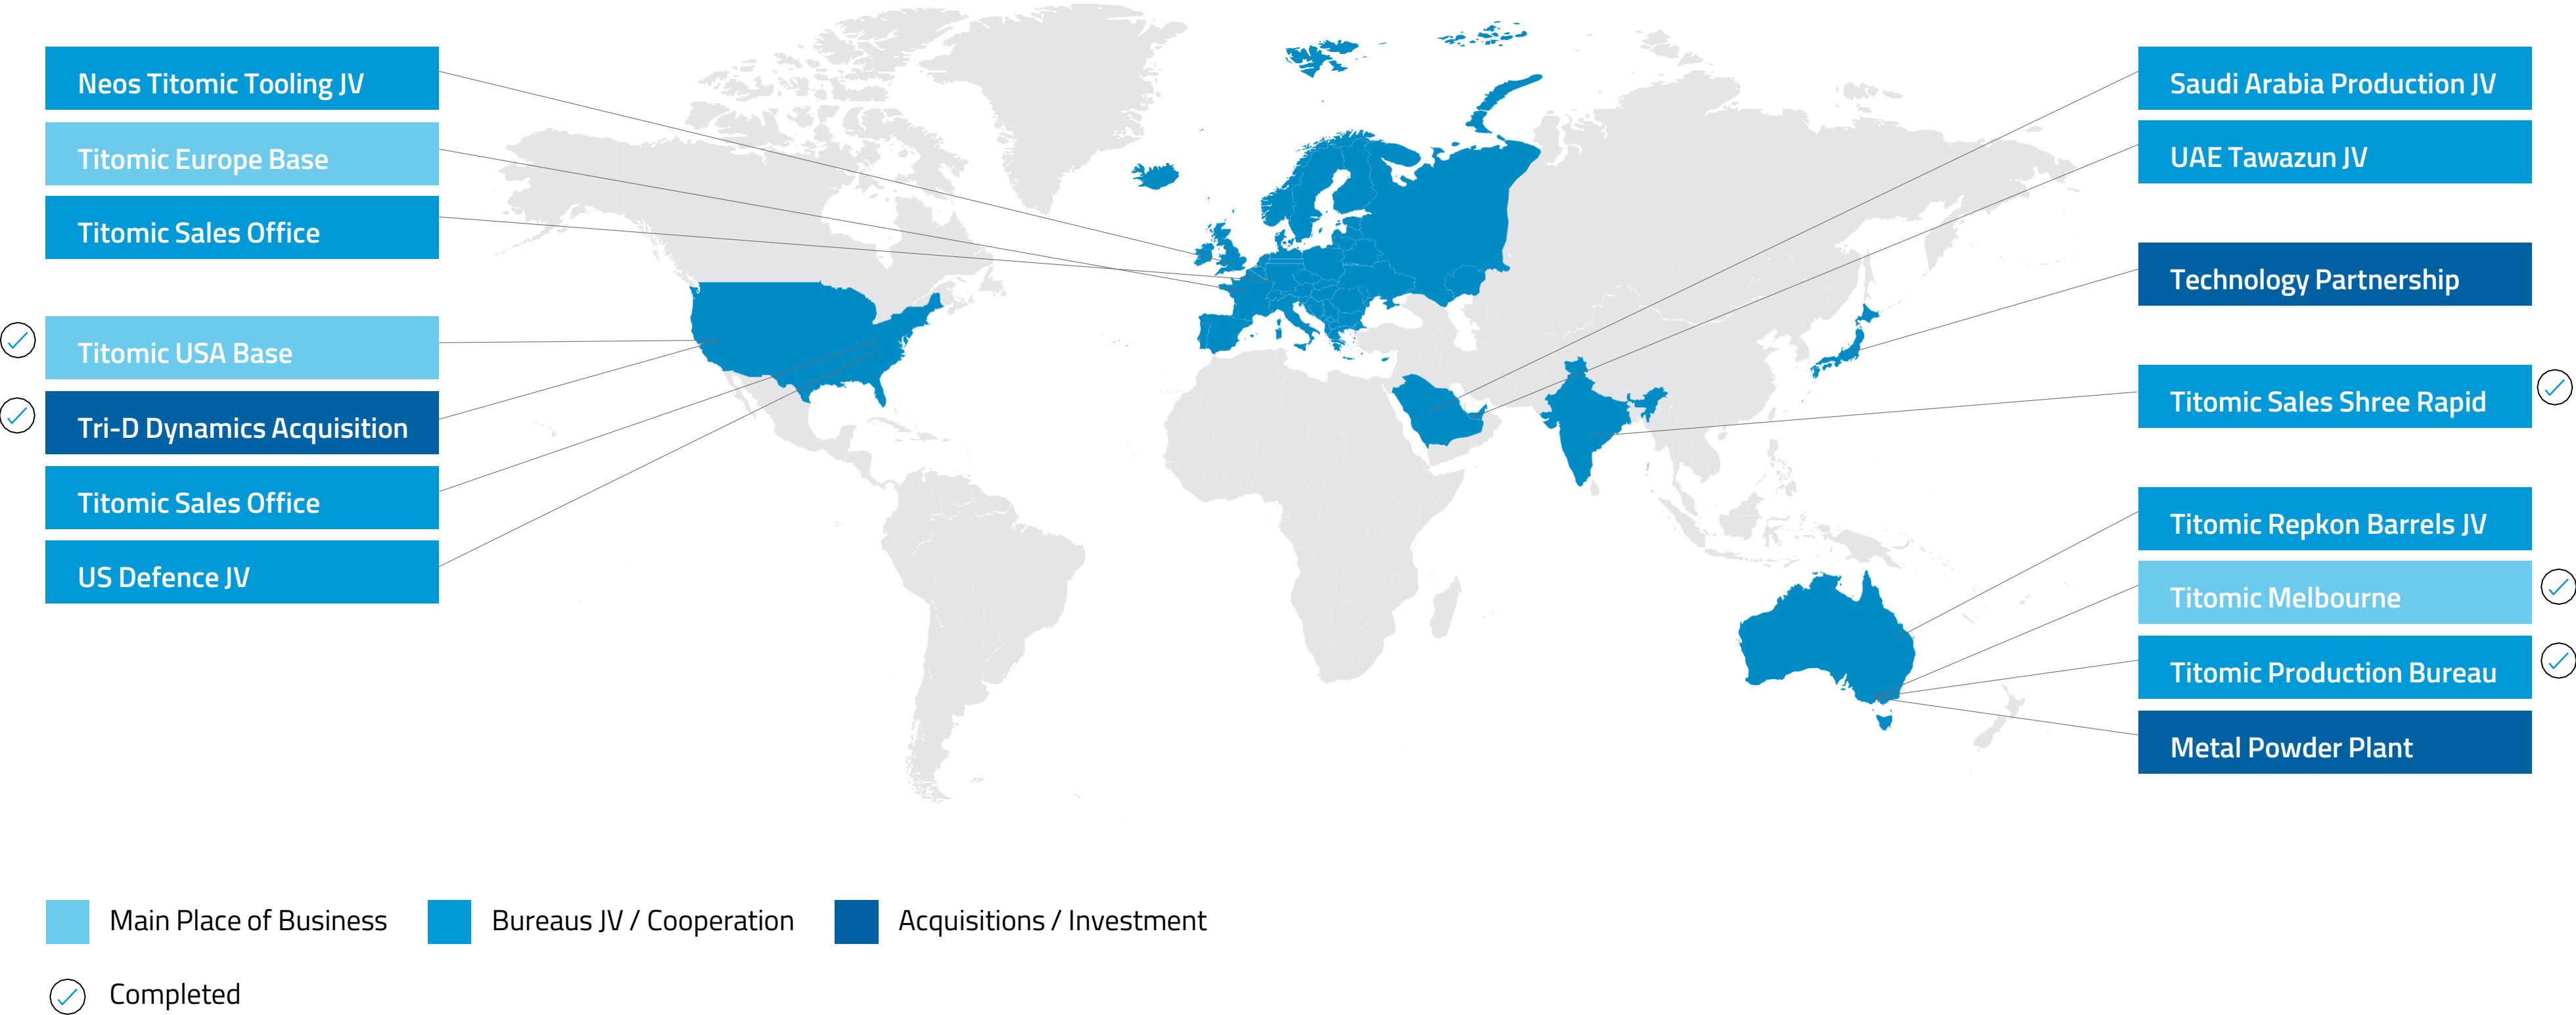 Neos Titomic Tooling JV
Titomic Europe Base
Titomic Sales Office
Titomic USA Base
Tri-D Dynamics Acquisition
Titomic Sales Office
US Defence JV
Saudi Arabia Production JV
UAE Tawazun JV
Technology Partnership
Titomic Sales Shree Rapid
Titomic Repkon Barrels JV
Titomic Melbourne
Titomic Production Bureau
Metal Powder Plant
Main Place of Business
Bureaus JV / Cooperation
Acquisitions / Investment
Completed